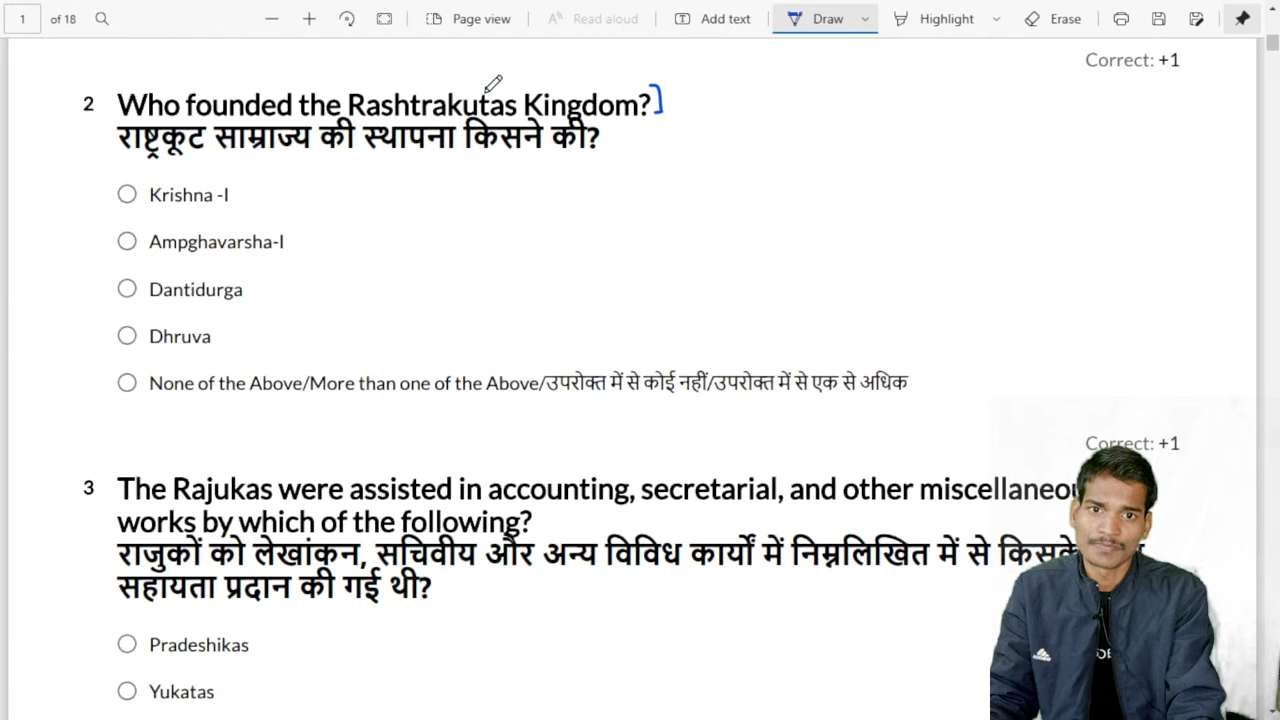 1 of 18 Page view Read aloud Add text Draw Highlight Erase
Correct: +1
2 Who founded the Rashtrakutas Kingdom?
राष्ट्रकूट साम्राज्य की स्थापना किसने की?
Krishna -I
Ampghavarsha-I
Dantidurga
Dhruva
None of the Above/More than one of the Above/उपरोक्त में से कोई नहीं/उपरोक्त में से एक से अधिक
Correct: +1
3 The Rajukas were assisted in accounting, secretarial, and other
works by which of the following?
राजुकों को लेखांकन, सचिवीय और अन्य विविध कार्यों में निम्नलिखित में से
सहायता प्रदान की गई थी?
Pradeshikas
Yukatas